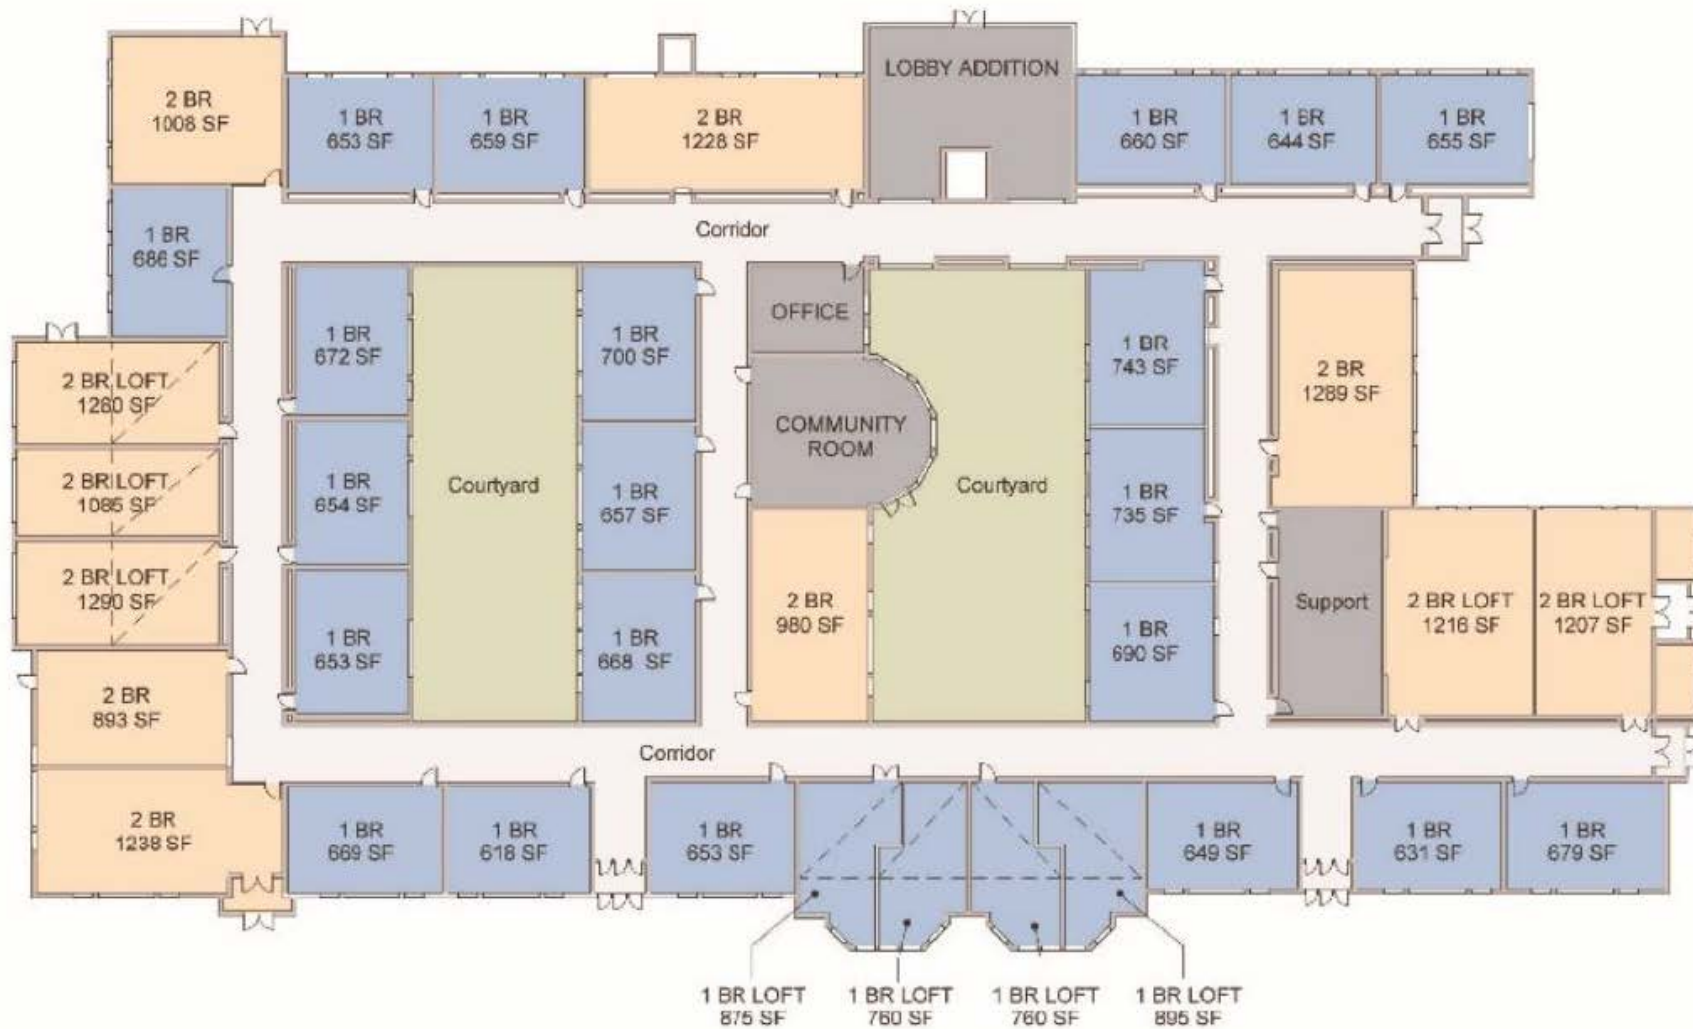 LOBBY ADDITION
2 BR
1008 SF
1 BR
653 SF
1 BR
659 SF
2 BR
1228 SF
1 BR
660 SF
1 BR
644 SF
1 BR
655 SF
Corridor
1 BR
686 SF
1 BR
672 SF
1 BR
700 SF
OFFICE
1 BR
743 SF
2 BR
1289 SF
2 BR LOFT
1260 SF
COMMUNITY
ROOM
2 BR LOFT
1085 SF
1 BR
654 SF
Courtyard
1 BR
657 SF
Courtyard
1 BR
735 SF
2 BR LOFT
1290 SF
1 BR
653 SF
1 BR
668 SF
2 BR
980 SF
1 BR
690 SF
Support
2 BR LOFT
1216 SF
2 BR LOFT
1207 SF
2 BR
893 SF
Corridor
2 BR
1238 SF
1 BR
669 SF
1 BR
618 SF
1 BR
653 SF
1 BR
649 SF
1 BR
631 SF
1 BR
679 SF
1 BR LOFT
875 SF
1 BR LOFT
760 SF
1 BR LOFT
760 SF
1 BR LOFT
895 SF